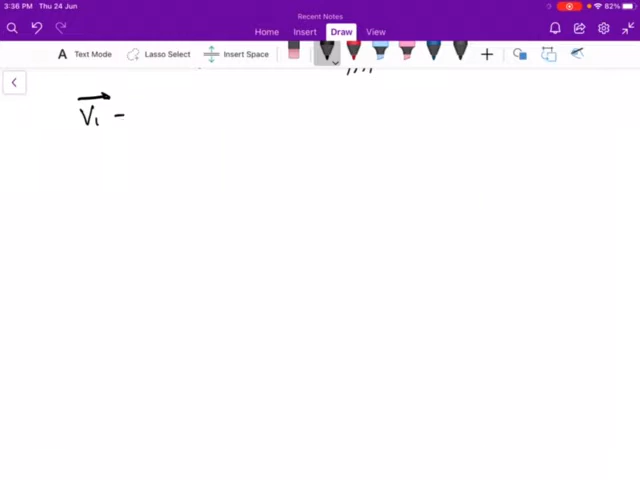 3:36 PM Thu 24 Jun
82%
Recent Notes
Home Insert Draw View
A Text Mode Lasso Select Insert Space
V₁ -